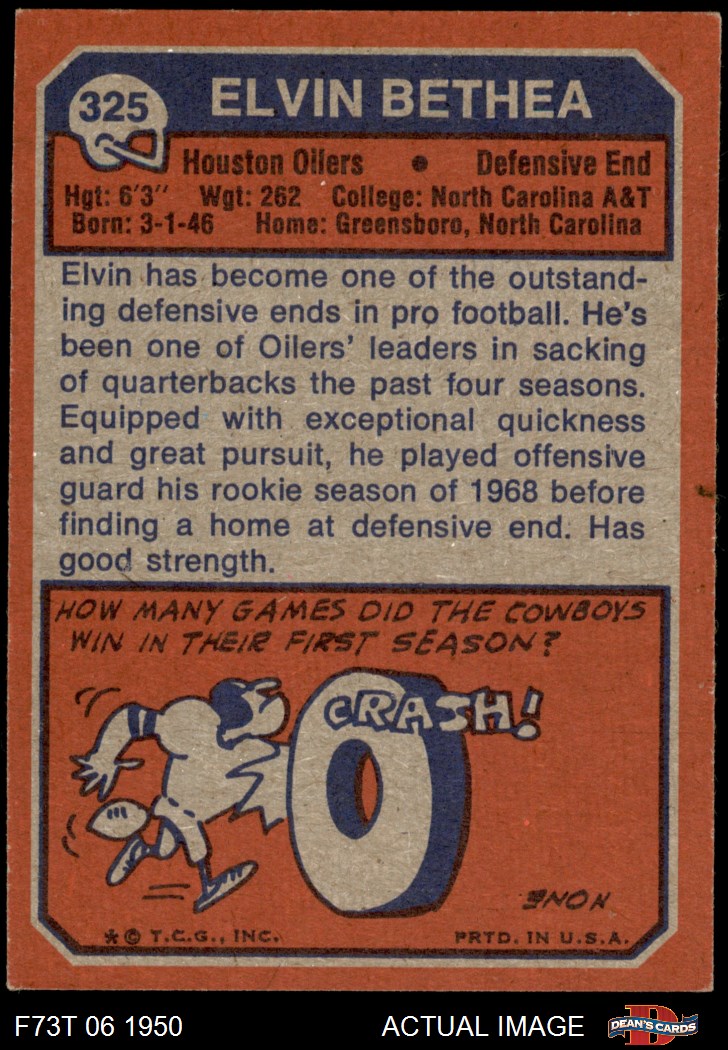 325
ELVIN BETHEA
Houston Oilers • Defensive End
Hgt: 6'3" Wgt: 262 College: North Carolina A&T
Born: 3-1-46 Home: Greensboro, North Carolina
Elvin has become one of the outstand-
ing defensive ends in pro football. He's
been one of Oilers' leaders in sacking
of quarterbacks the past four seasons.
Equipped with exceptional quickness
and great pursuit, he played offensive
guard his rookie season of 1968 before
finding a home at defensive end. Has
good strength.
HOW MANY GAMES DID THE COWBOYS
WIN IN THEIR FIRST SEASON?
CRASH!
0
NONE
* © T.C.G., INC. PRTD. IN U.S.A.
F73T 06 1950 ACTUAL IMAGE D DEAN'S CARDS